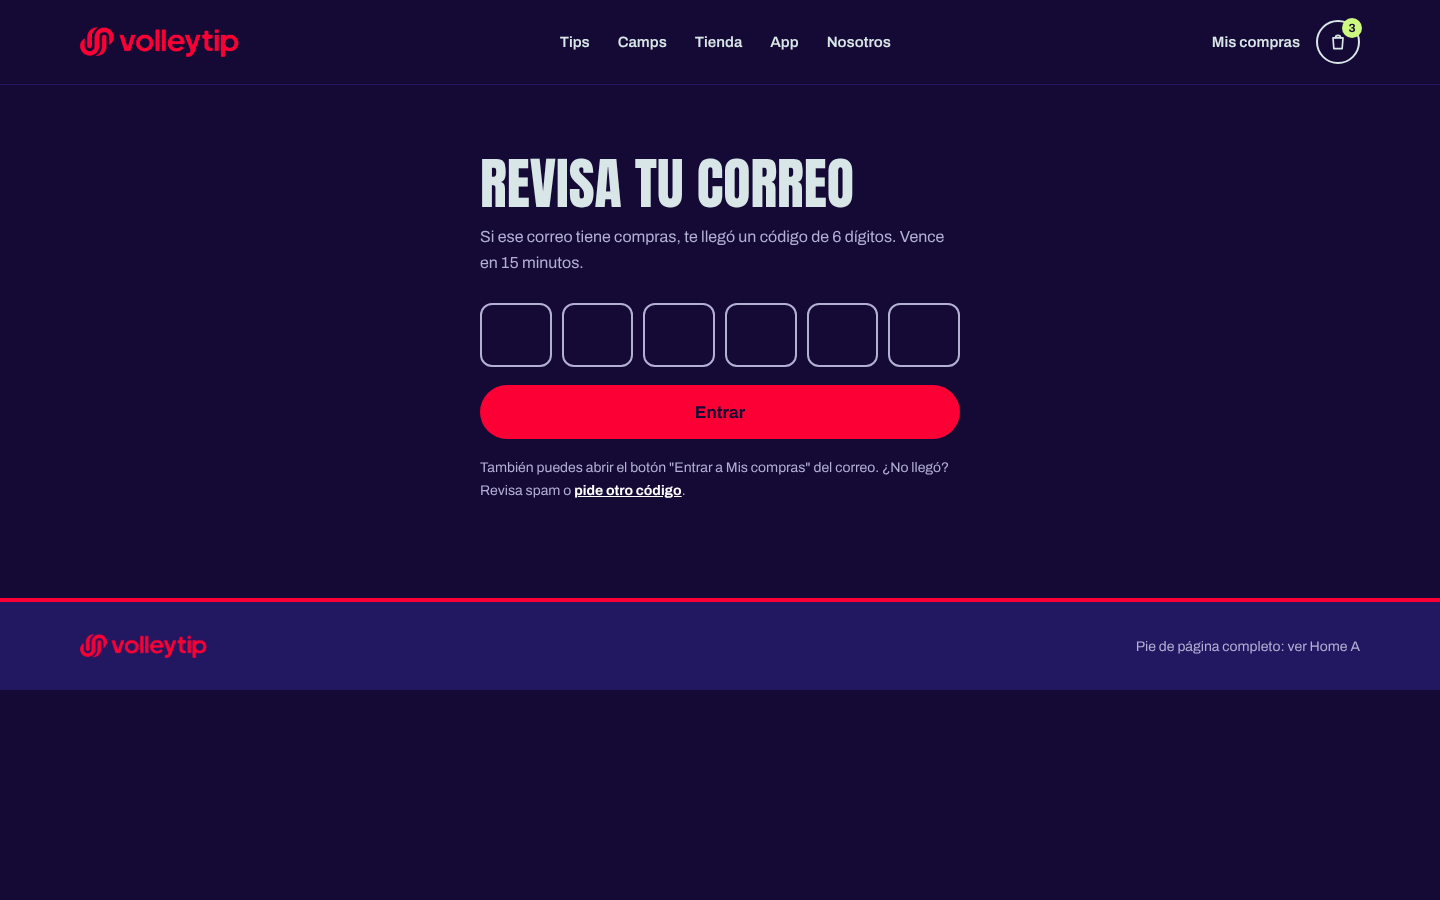 volleytip
Tips
Camps
Tienda
App
Nosotros
Mis compras
3
REVISA TU CORREO
Si ese correo tiene compras, te llegó un código de 6 dígitos. Vence
en 15 minutos.
Entrar
También puedes abrir el botón "Entrar a Mis compras" del correo. ¿No llegó?
Revisa spam o pide otro código.
volleytip
Pie de página completo: ver Home A